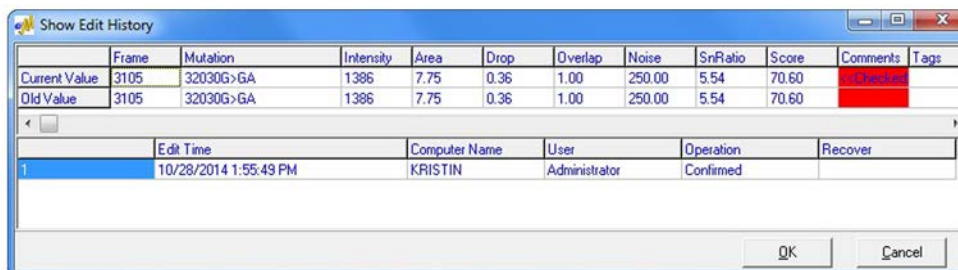 Show Edit History
Frame Mutation Intensity Area Drop Overlap Noise SnRatio Score Comments Tags
Current Value 3105 32030G>GA 1386 7.75 0.36 1.00 250.00 5.54 70.60 <<Checked
Old Value 3105 32030G>GA 1386 7.75 0.36 1.00 250.00 5.54 70.60
Edit Time Computer Name User Operation Recover
1 10/28/2014 1:55:49 PM KRISTIN Administrator Confirmed
OK Cancel